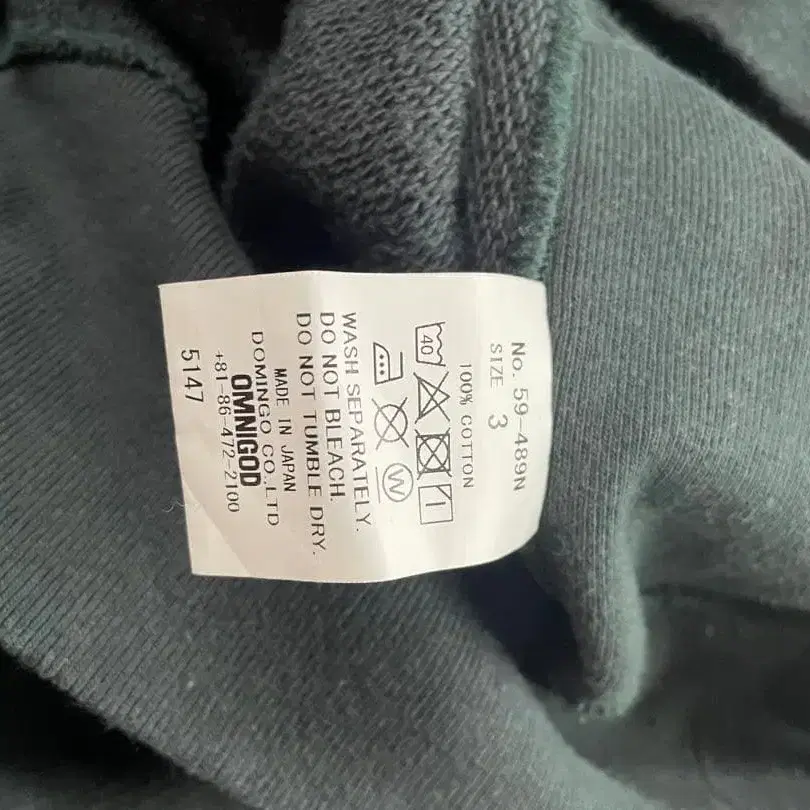 No. 59-489N
SIZE 3
100% COTTON
40
W
WASH SEPARATELY.
DO NOT BLEACH.
DO NOT TUMBLE DRY.
MADE IN JAPAN
DOMINGO CO.,LTD
OMNIGOD
+81-86-472-2100
5147